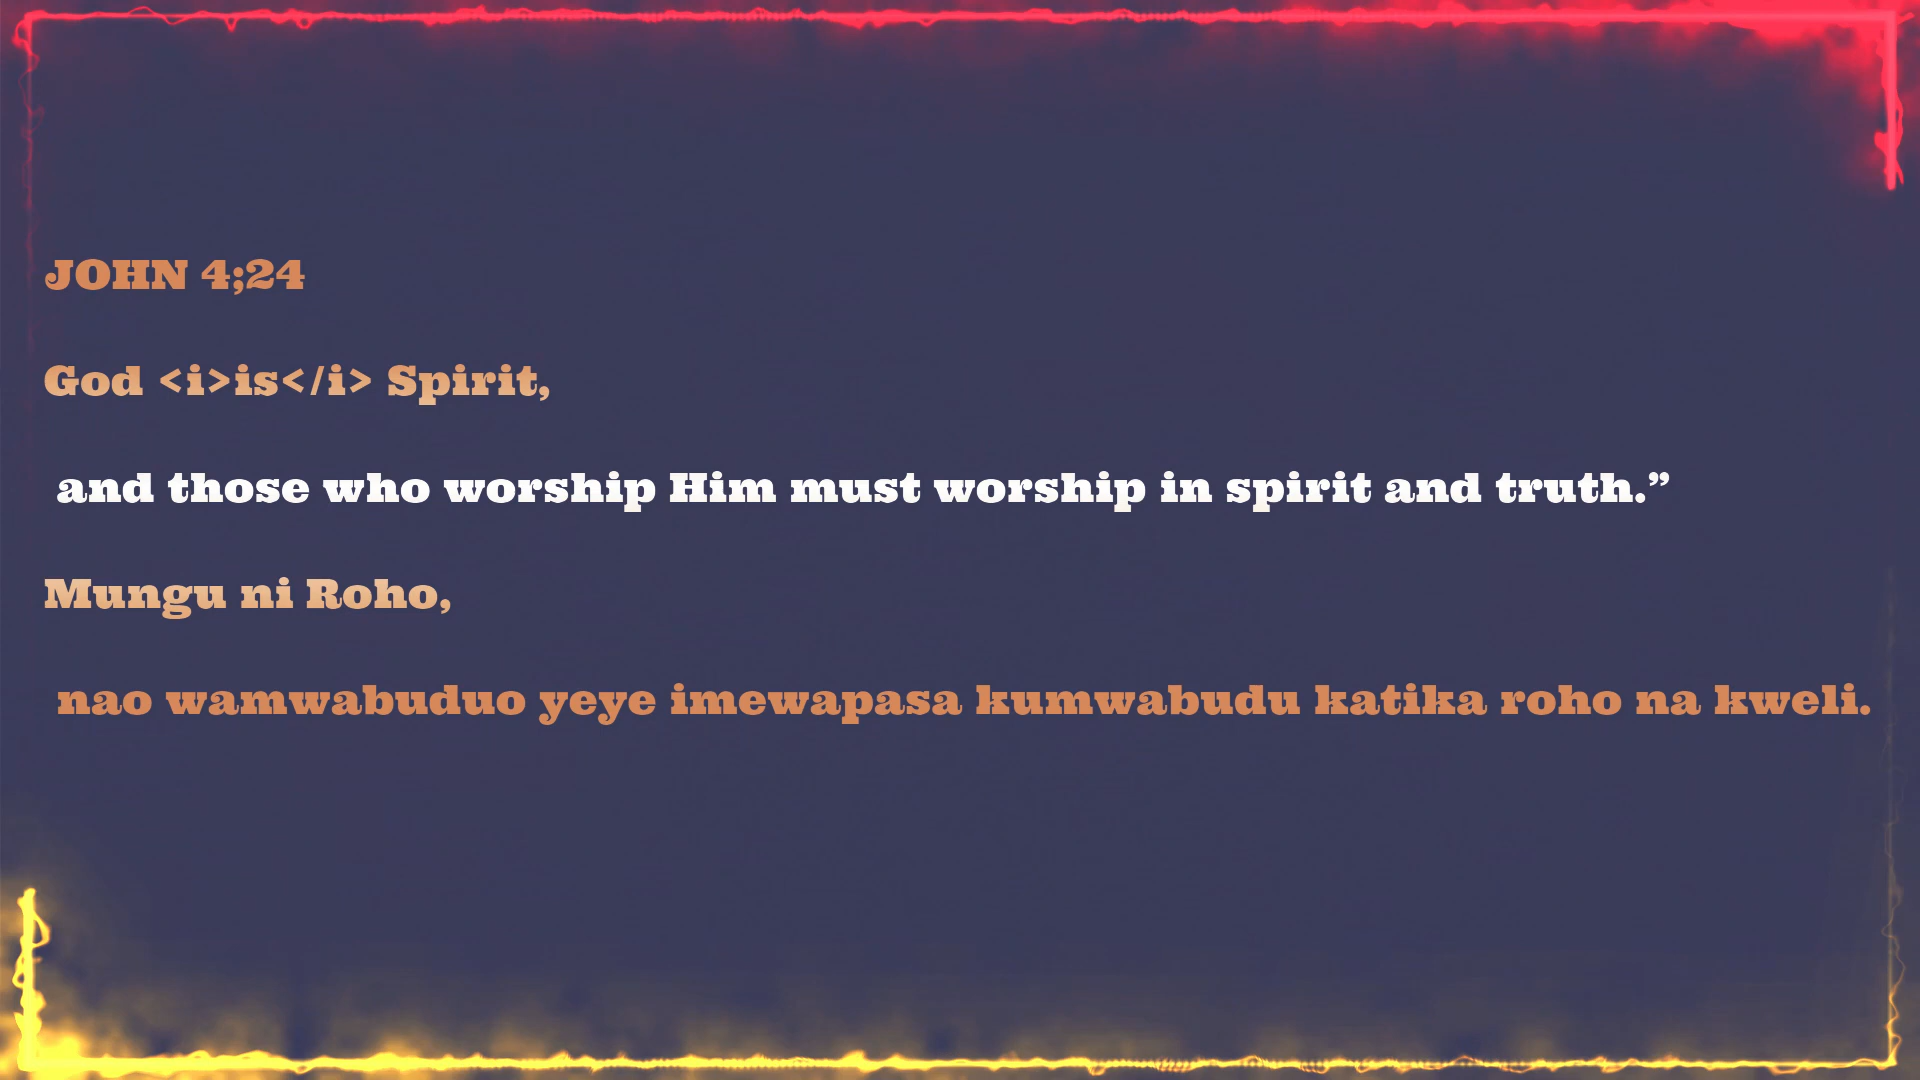 JOHN 4;24
God <i>is</i> Spirit,
and those who worship Him must worship in spirit and truth.”
Mungu ni Roho,
nao wamwabuduo yeye imewapasa kumwabudu katika roho na kweli.